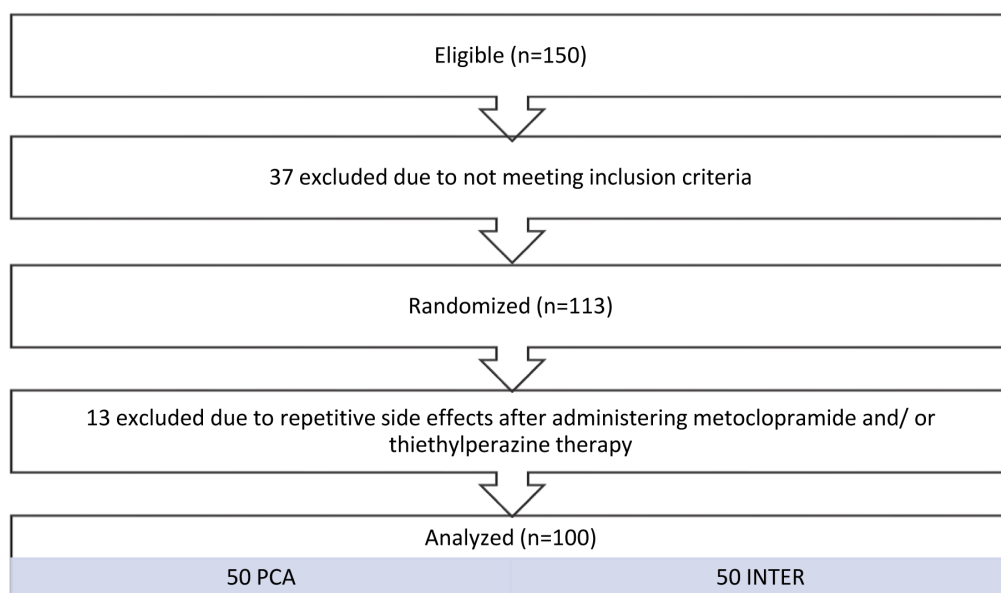 Eligible (n=150)
37 excluded due to not meeting inclusion criteria
Randomized (n=113)
13 excluded due to repetitive side effects after administering metoclopramide and/ or
thiethylperazine therapy
Analyzed (n=100)
50 PCA
50 INTER